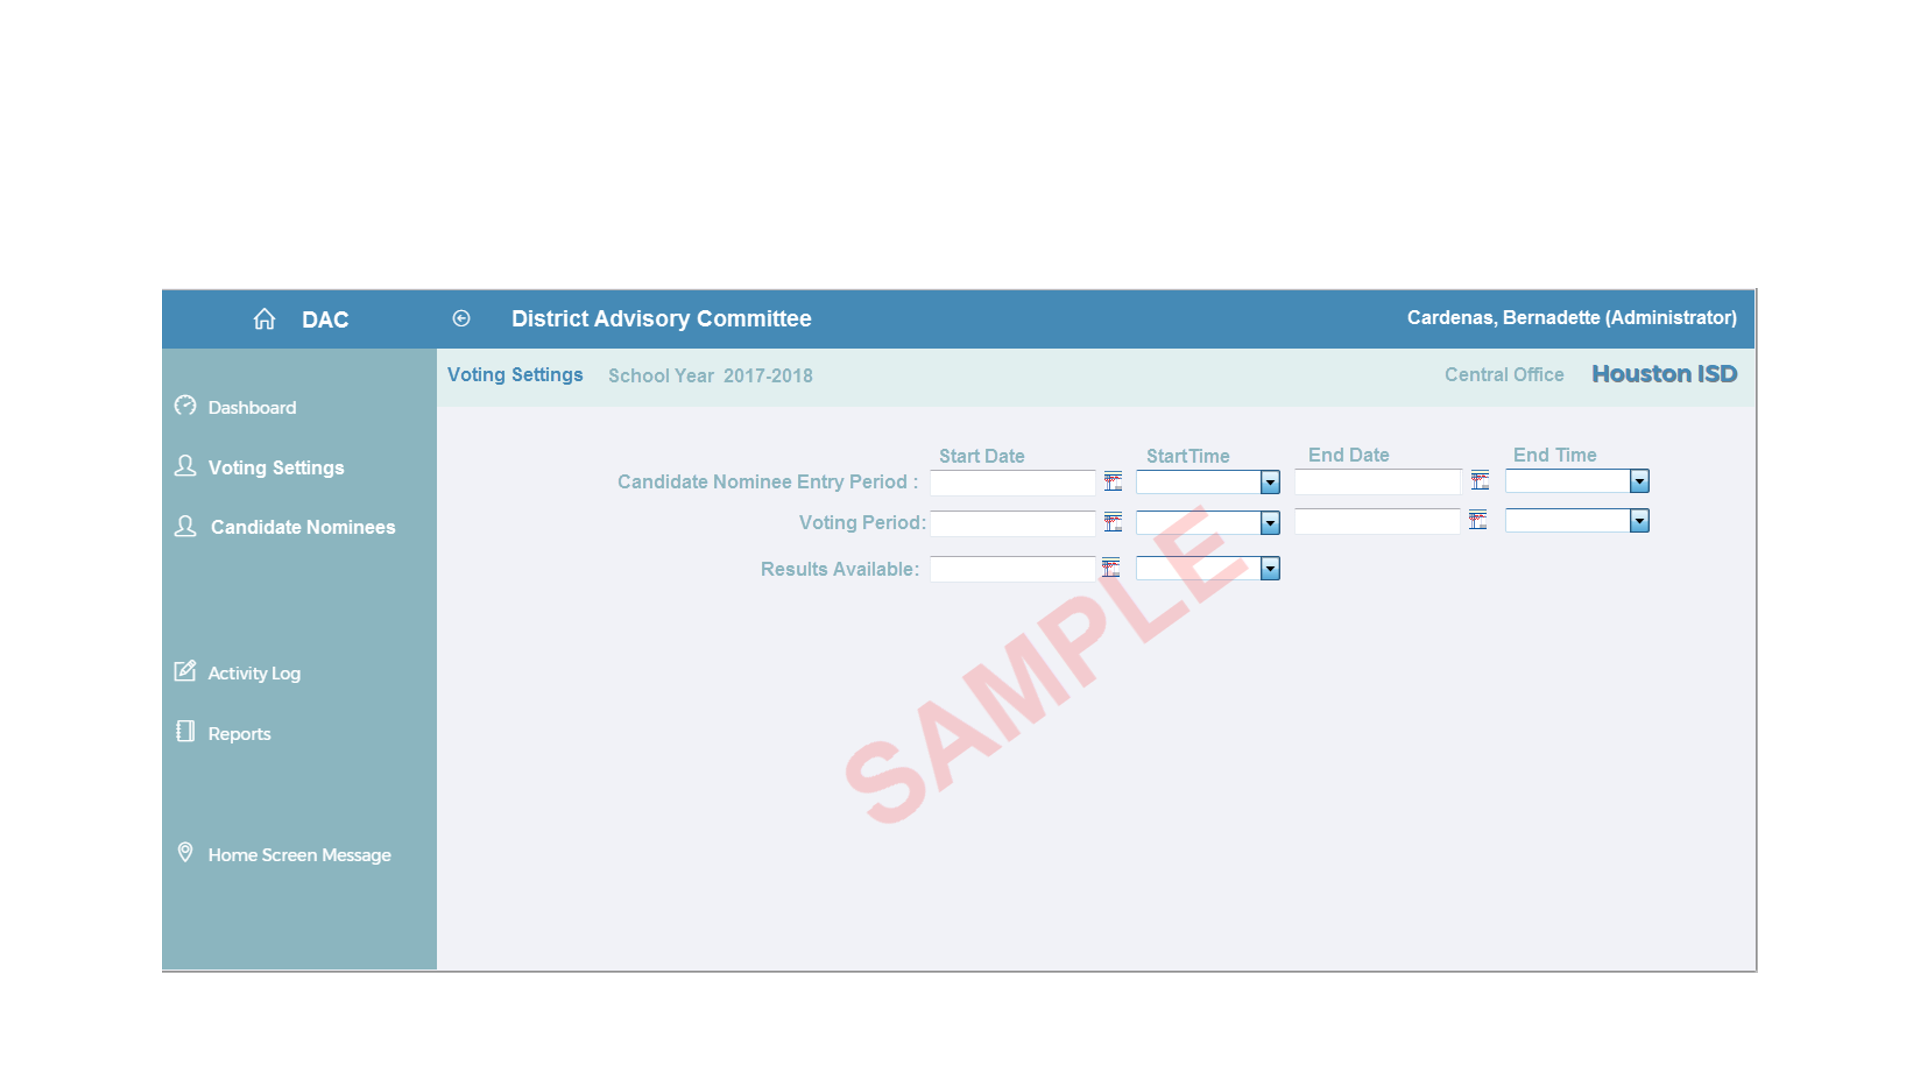 DAC
District Advisory Committee
Cardenas, Bernadette (Administrator)
Voting Settings School Year 2017-2018
Central Office Houston ISD
Dashboard
Voting Settings
Candidate Nominees
Activity Log
Reports
Home Screen Message
Start Date StartTime End Date End Time
Candidate Nominee Entry Period :
Voting Period:
Results Available:
SAMPLE